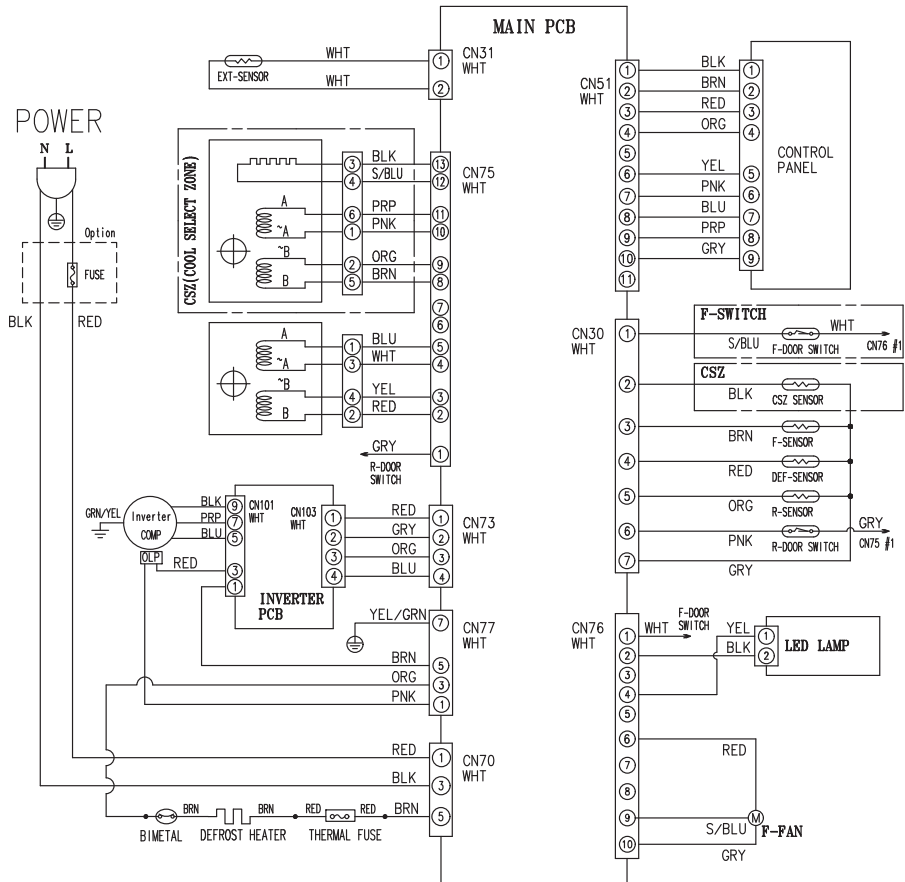 MAIN PCB
WHT
EXT-SENSOR
WHT
1
2
CN31
WHT
POWER
N L
Option
FUSE
BLK RED
CSZ(COOL SELECT ZONE)
A
~A
~B
B
3 BLK 13
4 S/BLU 12
6 PRP 11
1 PNK 10
2 ORG 9
5 BRN 8
7
6
CN75
WHT
A
~A
~B
B
1 BLU 5
3 WHT 4
4 YEL 3
2 RED 2
GRY 1
R-DOOR
SWITCH
GRN/YEL
Inverter
COMP
OLP
BLK 9
PRP 7
BLU 5
RED 3
1
CN101
WHT
CN103
WHT
INVERTER
PCB
1 RED 1
2 GRY 2
3 ORG 3
4 BLU 4
CN73
WHT
YEL/GRN 7
BRN 5
ORG 3
PNK 1
CN77
WHT
RED 1
BLK 3
BRN 5
CN70
WHT
BRN BRN RED RED
BIMETAL DEFROST HEATER THERMAL FUSE
CN51
WHT
1 BLK 1
2 BRN 2
3 RED 3
4 ORG 4
5
6 YEL 5
7 PNK 6
8 BLU 7
9 PRP 8
10 GRY 9
11
CONTROL
PANEL
CN30
WHT
F-SWITCH
1 S/BLU F-DOOR SWITCH WHT CN76 #1
CSZ
2 BLK CSZ SENSOR
3 BRN F-SENSOR
4 RED DEF-SENSOR
5 ORG R-SENSOR
6 PNK R-DOOR SWITCH GRY CN75 #1
7 GRY
CN76
WHT
1 WHT F-DOOR
SWITCH
2
3
4
5
6
7
8
9
10
YEL 1
BLK 2
LED LAMP
RED
S/BLU
GRY
M
F-FAN